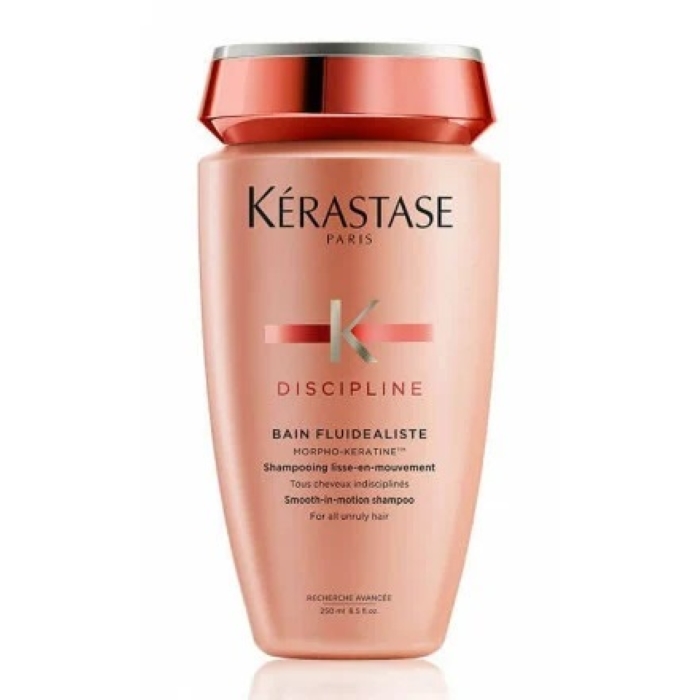 KÉRASTASE
PARIS
K
DISCIPLINE
BAIN FLUIDEALISTE
MORPHO-KERATINE™
Shampooing lisse-en-mouvement
Tous cheveux indisciplinés
Smooth-in-motion shampoo
For all unruly hair
RECHERCHE AVANCÉE
250 ml 8.5 fl.oz.